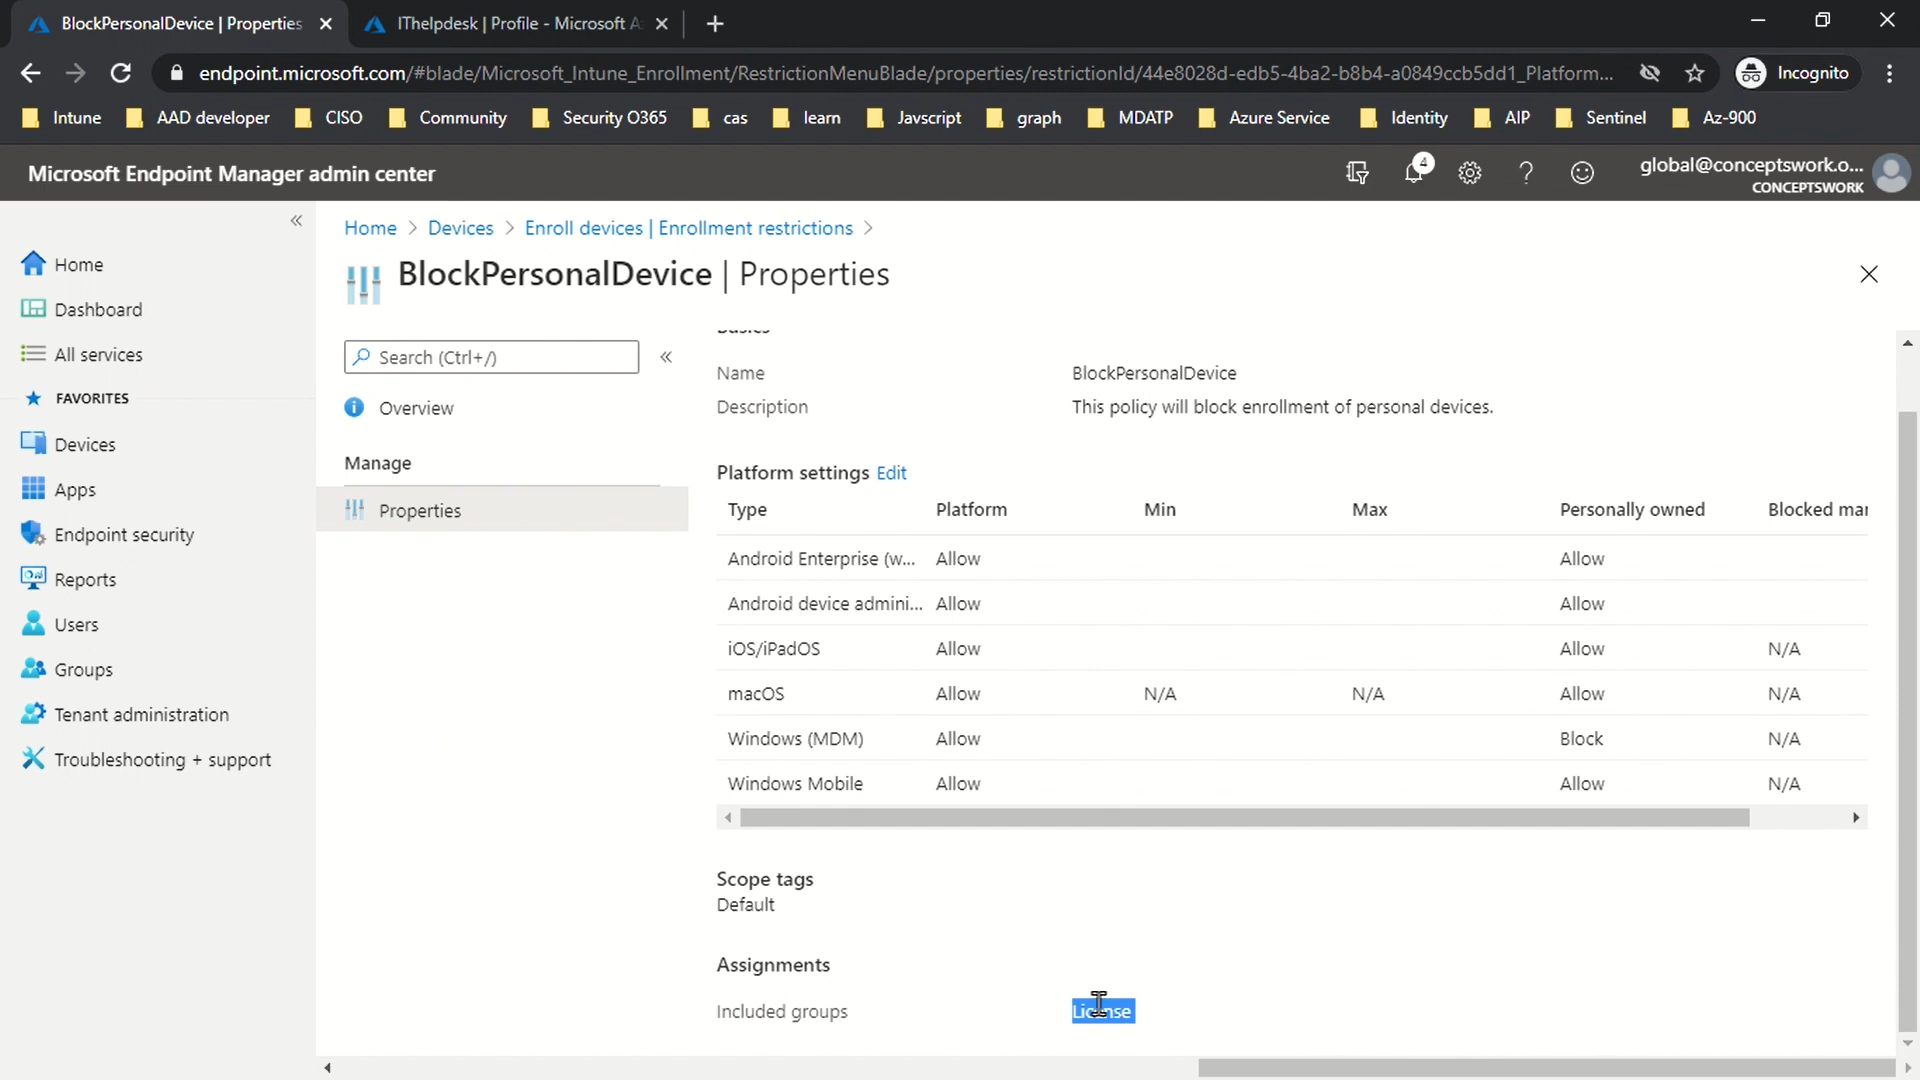 BlockPersonalDevice | Properties
IThelpdesk | Profile - Microsoft A
endpoint.microsoft.com/#blade/Microsoft_Intune_Enrollment/RestrictionMenuBlade/properties/restrictionId/44e8028d-edb5-4ba2-b8b4-a0849ccb5dd1_Platform...
Incognito
Intune
AAD developer
CISO
Community
Security O365
cas
learn
Javscript
graph
MDATP
Azure Service
Identity
AIP
Sentinel
Az-900
Microsoft Endpoint Manager admin center
4
global@conceptswork.o...
CONCEPTSWORK
Home
Dashboard
All services
FAVORITES
Devices
Apps
Endpoint security
Reports
Users
Groups
Tenant administration
Troubleshooting + support
Home > Devices > Enroll devices | Enrollment restrictions >
BlockPersonalDevice | Properties
Search (Ctrl+/)
Overview
Manage
Properties
Basics
Name BlockPersonalDevice
Description This policy will block enrollment of personal devices.
Platform settings Edit
Type Platform Min Max Personally owned Blocked mar
Android Enterprise (w... Allow Allow
Android device admini... Allow Allow
iOS/iPadOS Allow Allow N/A
macOS Allow N/A N/A Allow N/A
Windows (MDM) Allow Block N/A
Windows Mobile Allow Allow N/A
Scope tags
Default
Assignments
Included groups License